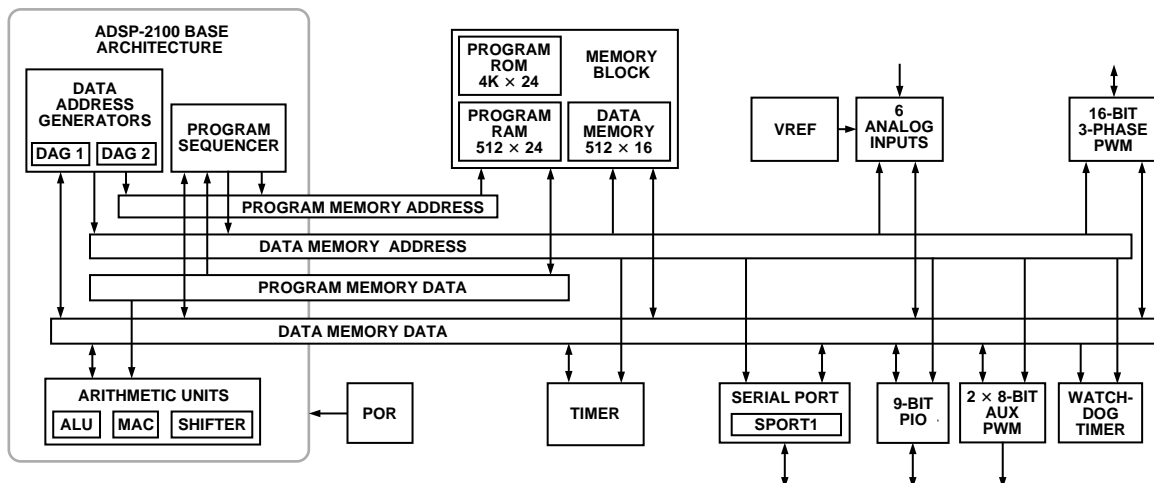 ADSP-2100 BASE
ARCHITECTURE
DATA
ADDRESS
GENERATORS
DAG 1
DAG 2
PROGRAM
SEQUENCER
PROGRAM
ROM
4K × 24
MEMORY
BLOCK
PROGRAM
RAM
512 × 24
DATA
MEMORY
512 × 16
VREF
6
ANALOG
INPUTS
16-BIT
3-PHASE
PWM
PROGRAM MEMORY ADDRESS
DATA MEMORY ADDRESS
PROGRAM MEMORY DATA
DATA MEMORY DATA
ARITHMETIC UNITS
ALU
MAC
SHIFTER
POR
TIMER
SERIAL PORT
SPORT1
9-BIT
PIO
2 × 8-BIT
AUX
PWM
WATCH-
DOG
TIMER